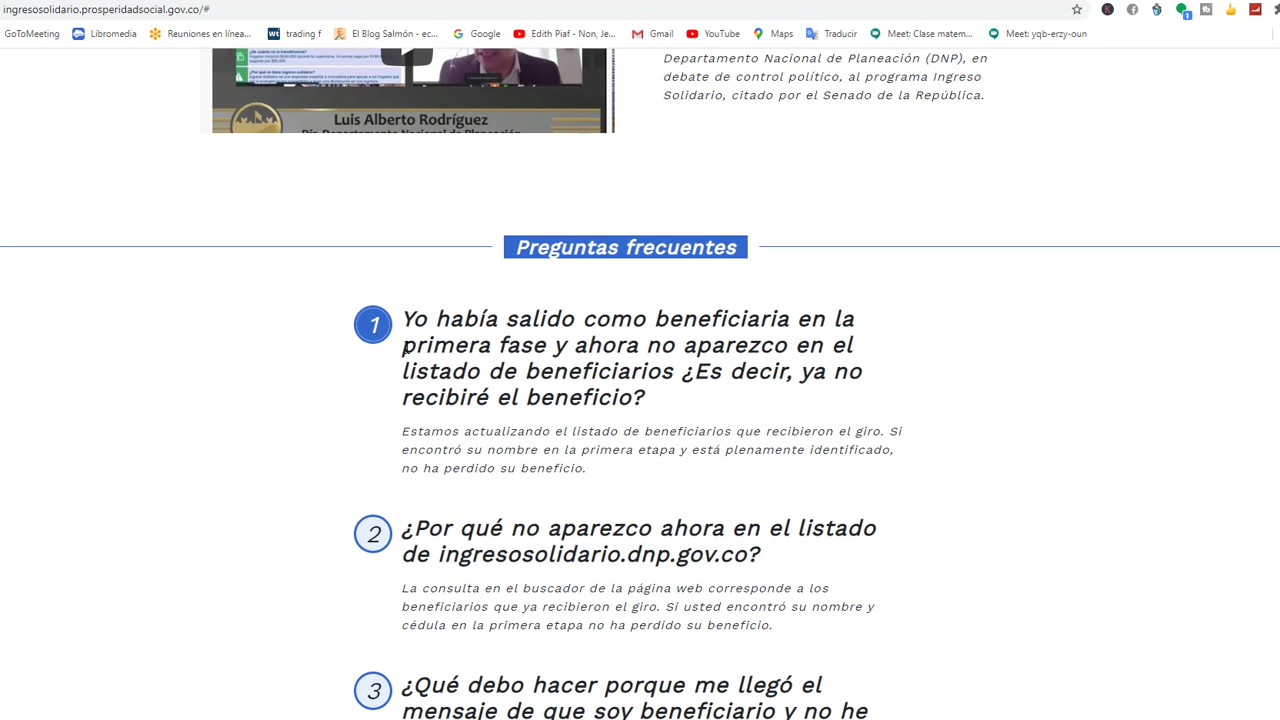 ingresosolidario.prosperidadsocial.gov.co/#
GoToMeeting Libromedia Reuniones en línea... trading f El Blog Salmón - ec... Google Edith Piaf - Non, Je... Gmail YouTube Maps Traducir Meet: Clase matem... Meet: yqb-erzy-oun
Departamento Nacional de Planeación (DNP), en
debate de control político, al programa Ingreso
Solidario, citado por el Senado de la República.
Luis Alberto Rodríguez
Preguntas frecuentes
1 Yo había salido como beneficiaria en la
primera fase y ahora no aparezco en el
listado de beneficiarios ¿Es decir, ya no
recibiré el beneficio?
Estamos actualizando el listado de beneficiarios que recibieron el giro. Si
encontró su nombre en la primera etapa y está plenamente identificado,
no ha perdido su beneficio.
2 ¿Por qué no aparezco ahora en el listado
de ingresosolidario.dnp.gov.co?
La consulta en el buscador de la página web corresponde a los
beneficiarios que ya recibieron el giro. Si usted encontró su nombre y
cédula en la primera etapa no ha perdido su beneficio.
3 ¿Qué debo hacer porque me llegó el
mensaje de que soy beneficiario y no he